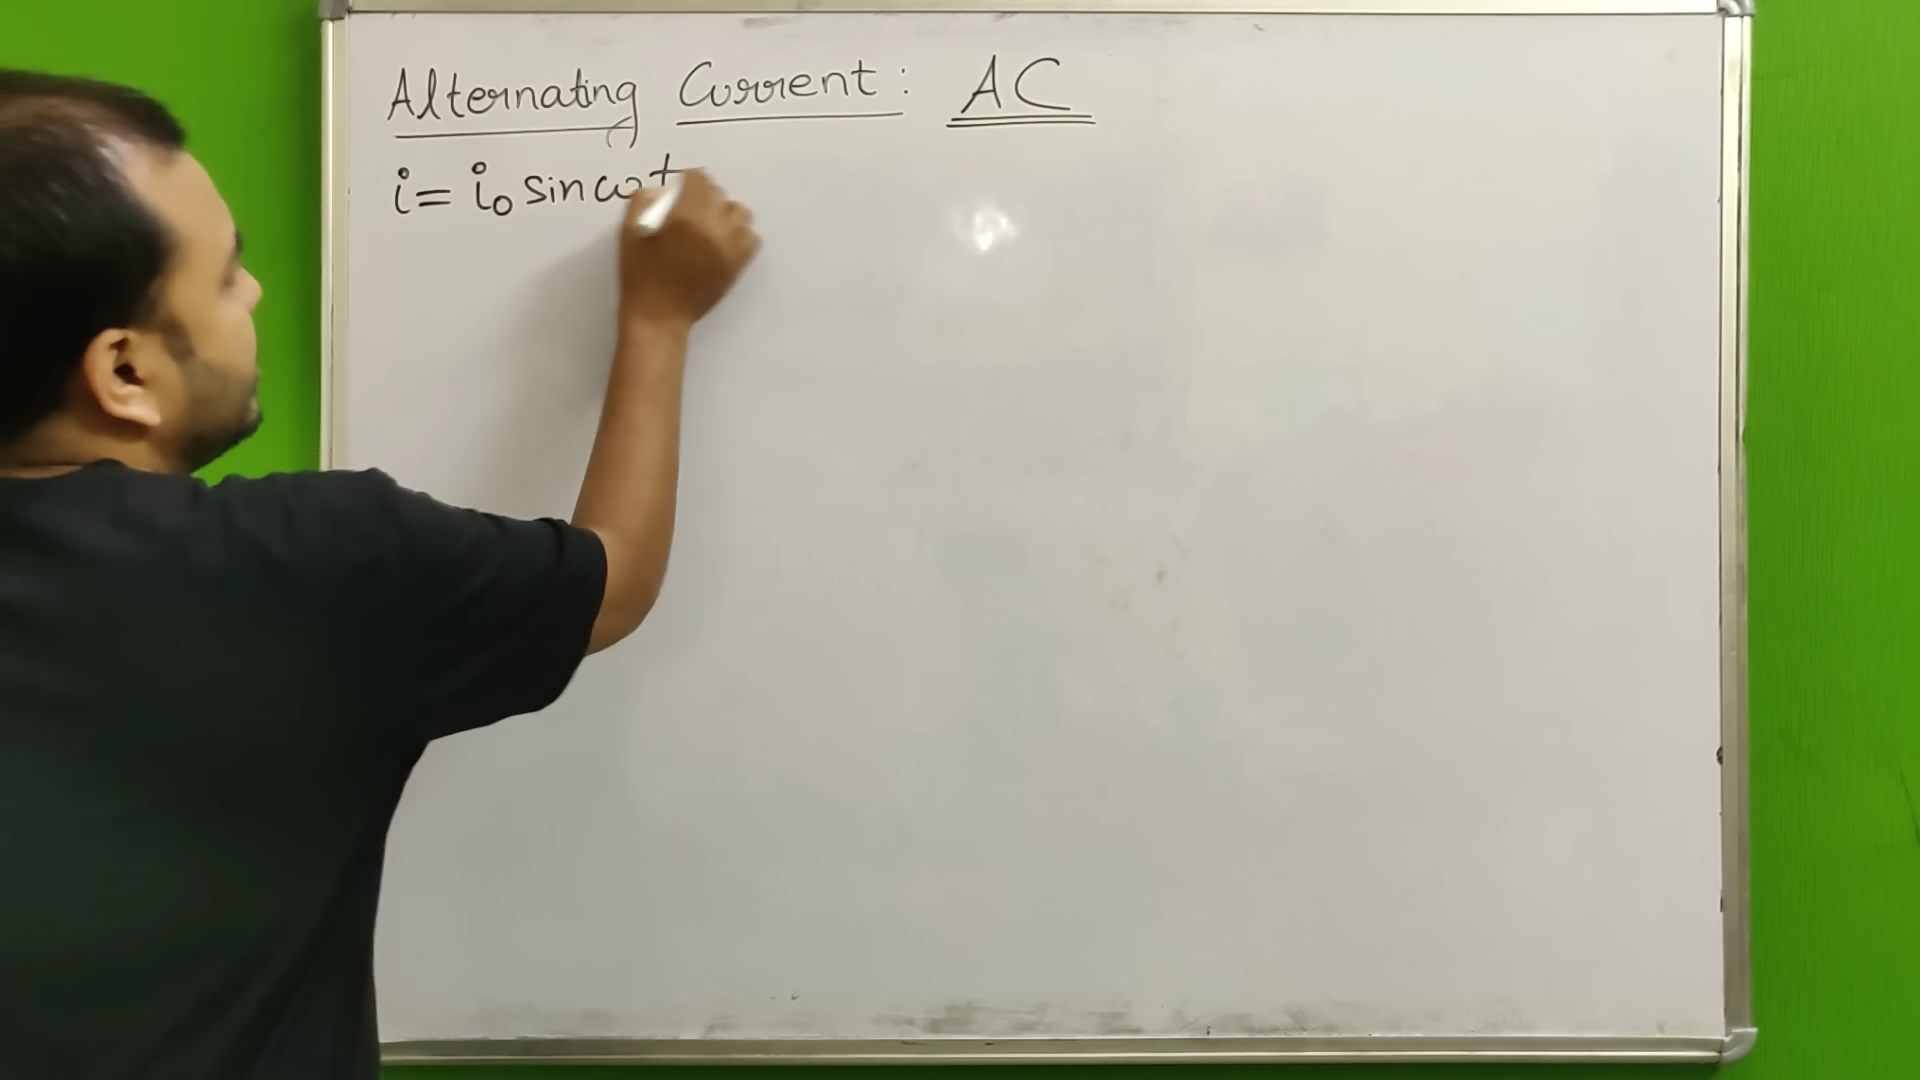 Alternating Current : AC
i = i₀ sin ωt